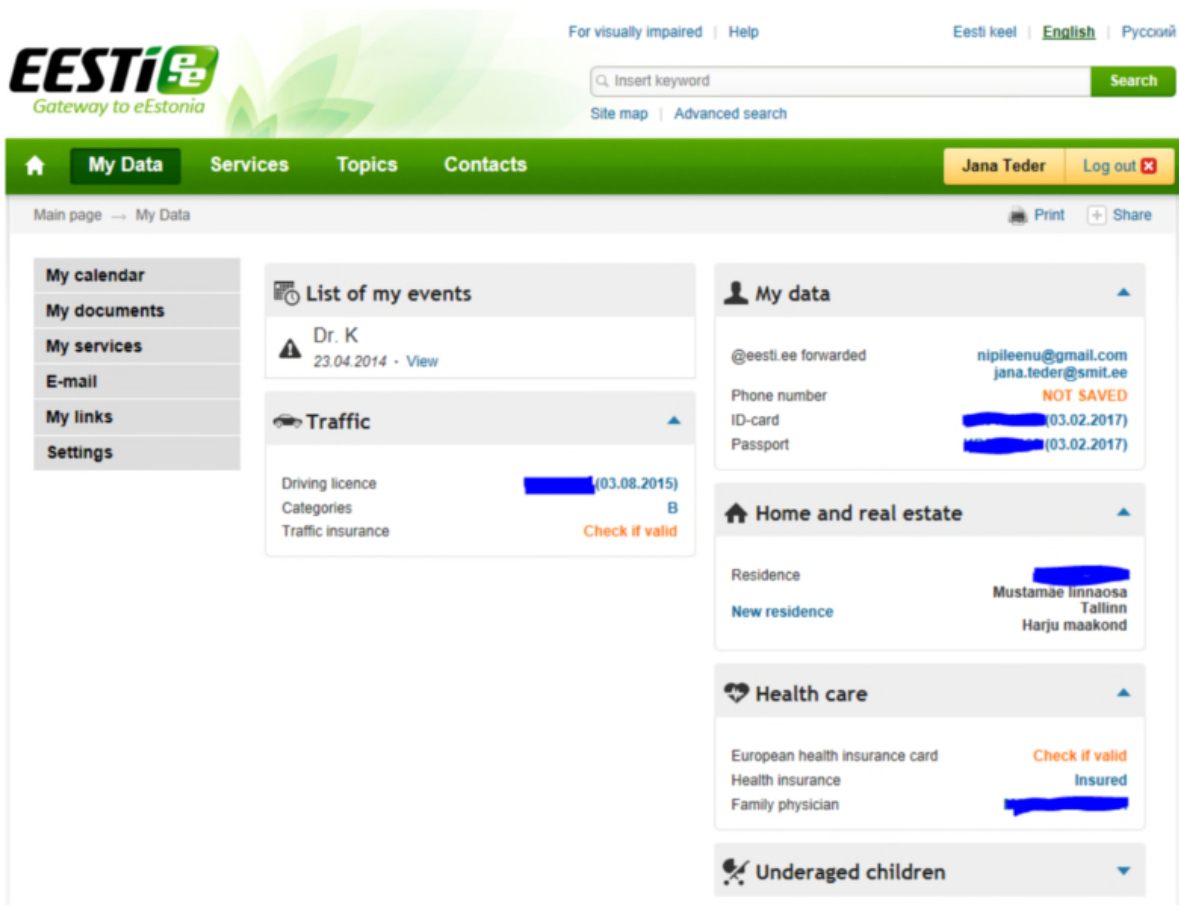 For visually impaired | Help
Eesti keel | English | Русский
EESTi.ee
Gateway to eEstonia
Insert keyword
Search
Site map | Advanced search
My Data
Services
Topics
Contacts
Jana Teder
Log out
Main page → My Data
Print
Share
My calendar
My documents
My services
E-mail
My links
Settings
List of my events
Dr. K
23.04.2014 · View
Traffic
Driving licence (03.08.2015)
Categories B
Traffic insurance Check if valid
My data
@eesti.ee forwarded nipileenu@gmail.com
jana.teder@smit.ee
Phone number NOT SAVED
ID-card (03.02.2017)
Passport (03.02.2017)
Home and real estate
Residence
Mustamäe linnaosa
New residence Tallinn
Harju maakond
Health care
European health insurance card Check if valid
Health insurance Insured
Family physician
Underaged children